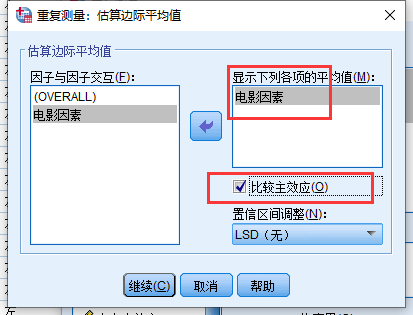 重复测量：估算边际平均值
估算边际平均值
因子与因子交互(F)：
(OVERALL)
电影因素
显示下列各项的平均值(M)：
电影因素
比较主效应(O)
置信区间调整(N)：
LSD（无）
继续(C)
取消
帮助